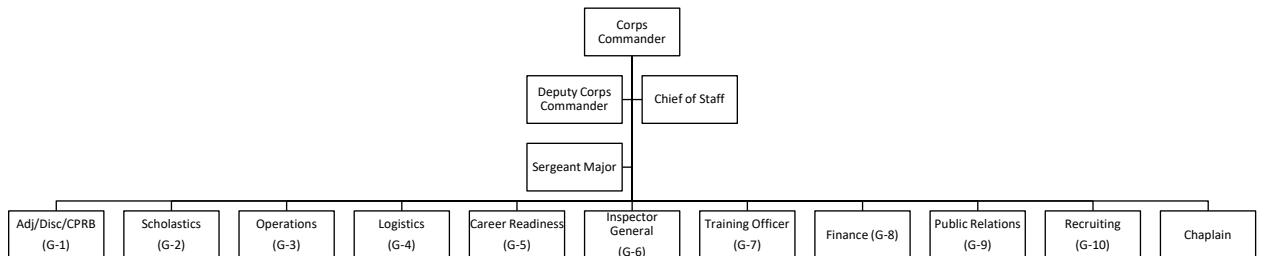 Corps
Commander
Deputy Corps
Commander
Chief of Staff
Sergeant Major
Adj/Disc/CPRB
(G-1)
Scholastics
(G-2)
Operations
(G-3)
Logistics
(G-4)
Career Readiness
(G-5)
Inspector
General
(G-6)
Training Officer
(G-7)
Finance (G-8)
Public Relations
(G-9)
Recruiting
(G-10)
Chaplain